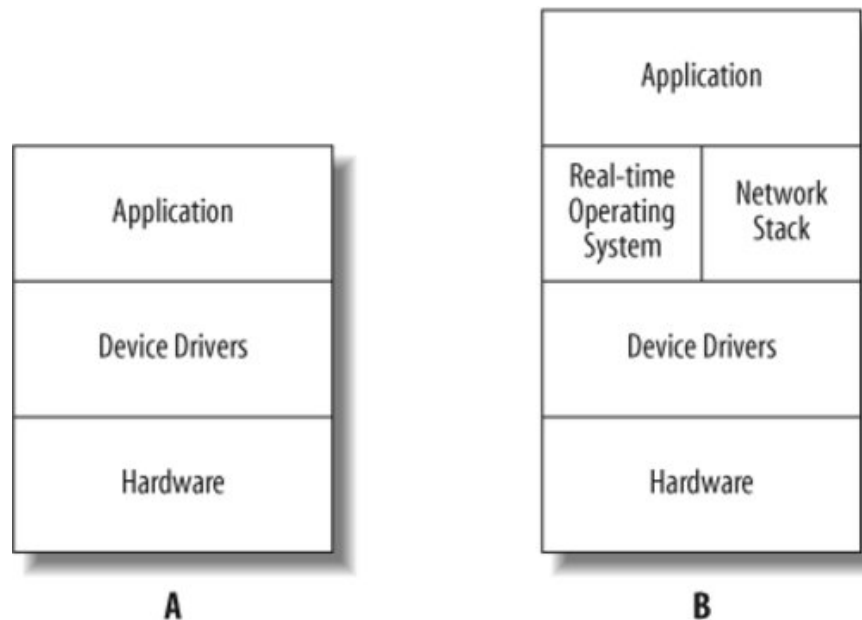 Application
Device Drivers
Hardware
A
Application
Real-time
Operating
System
Network
Stack
Device Drivers
Hardware
B